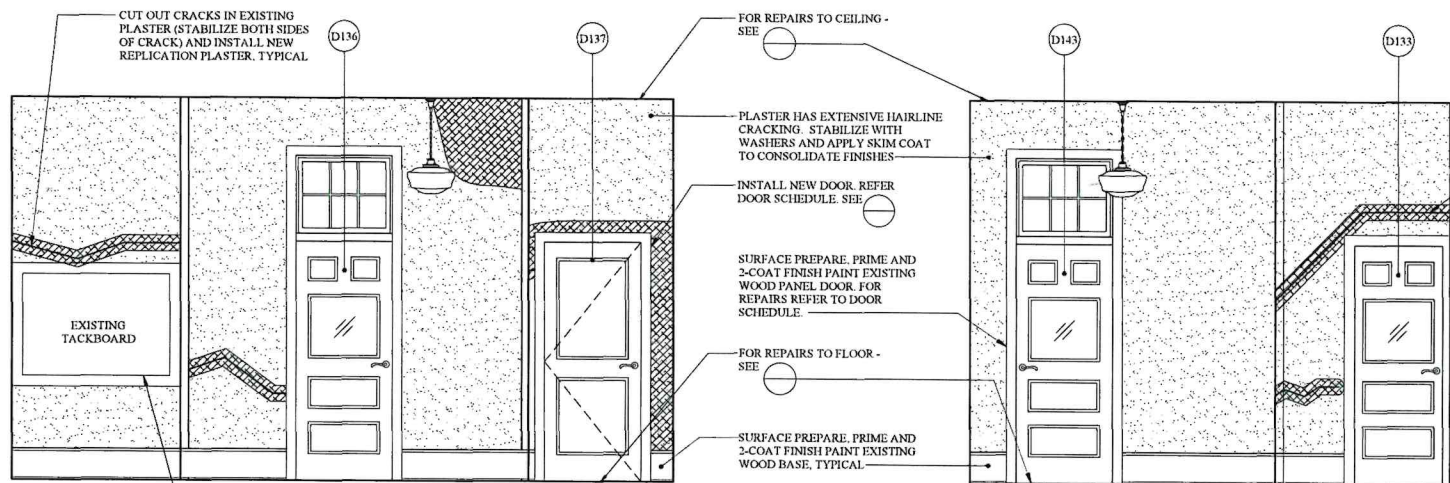 CUT OUT CRACKS IN EXISTING
PLASTER (STABILIZE BOTH SIDES
OF CRACK) AND INSTALL NEW
REPLICATION PLASTER, TYPICAL
D136
D137
FOR REPAIRS TO CEILING -
SEE
D143
D133
PLASTER HAS EXTENSIVE HAIRLINE
CRACKING. STABILIZE WITH
WASHERS AND APPLY SKIM COAT
TO CONSOLIDATE FINISHES
INSTALL NEW DOOR. REFER
DOOR SCHEDULE. SEE
SURFACE PREPARE, PRIME AND
2-COAT FINISH PAINT EXISTING
WOOD PANEL DOOR. FOR
REPAIRS REFER TO DOOR
SCHEDULE.
EXISTING
TACKBOARD
FOR REPAIRS TO FLOOR -
SEE
SURFACE PREPARE, PRIME AND
2-COAT FINISH PAINT EXISTING
WOOD BASE, TYPICAL